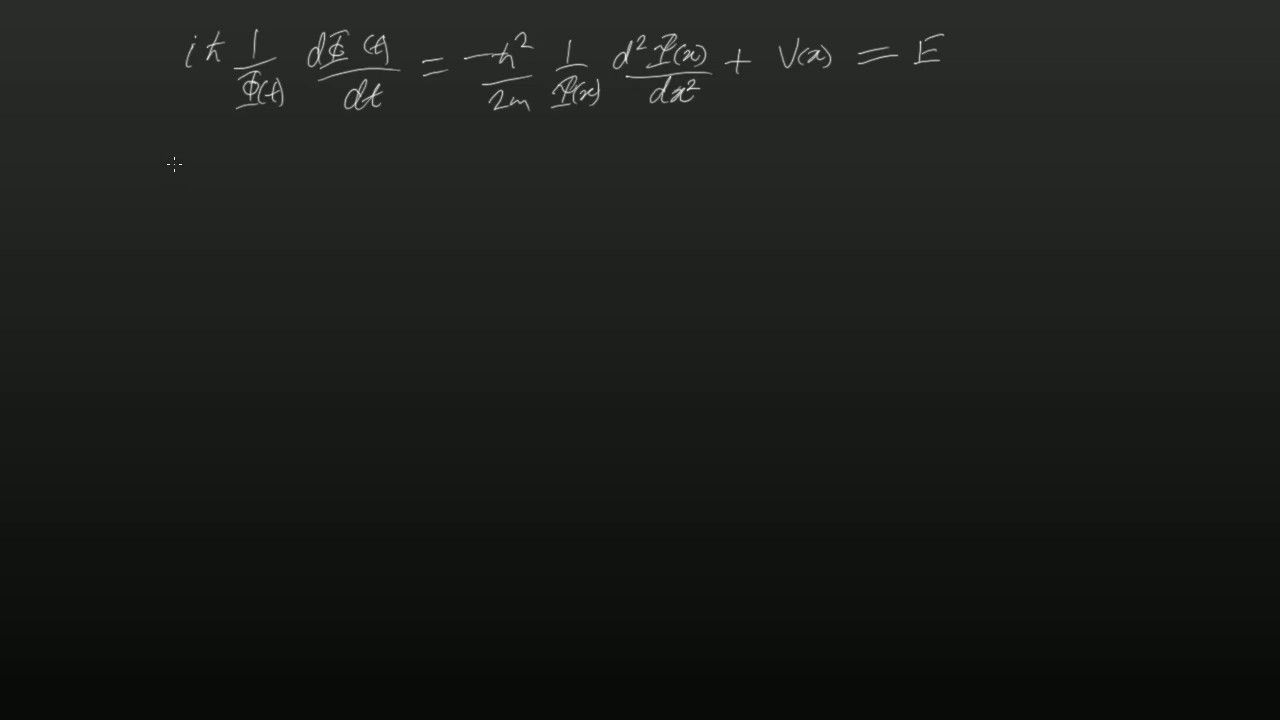 iℏ 1/Φ(t) dΦ(t)/dt = -ℏ²/2m 1/Ψ(x) d²Ψ(x)/dx² + V(x) = E